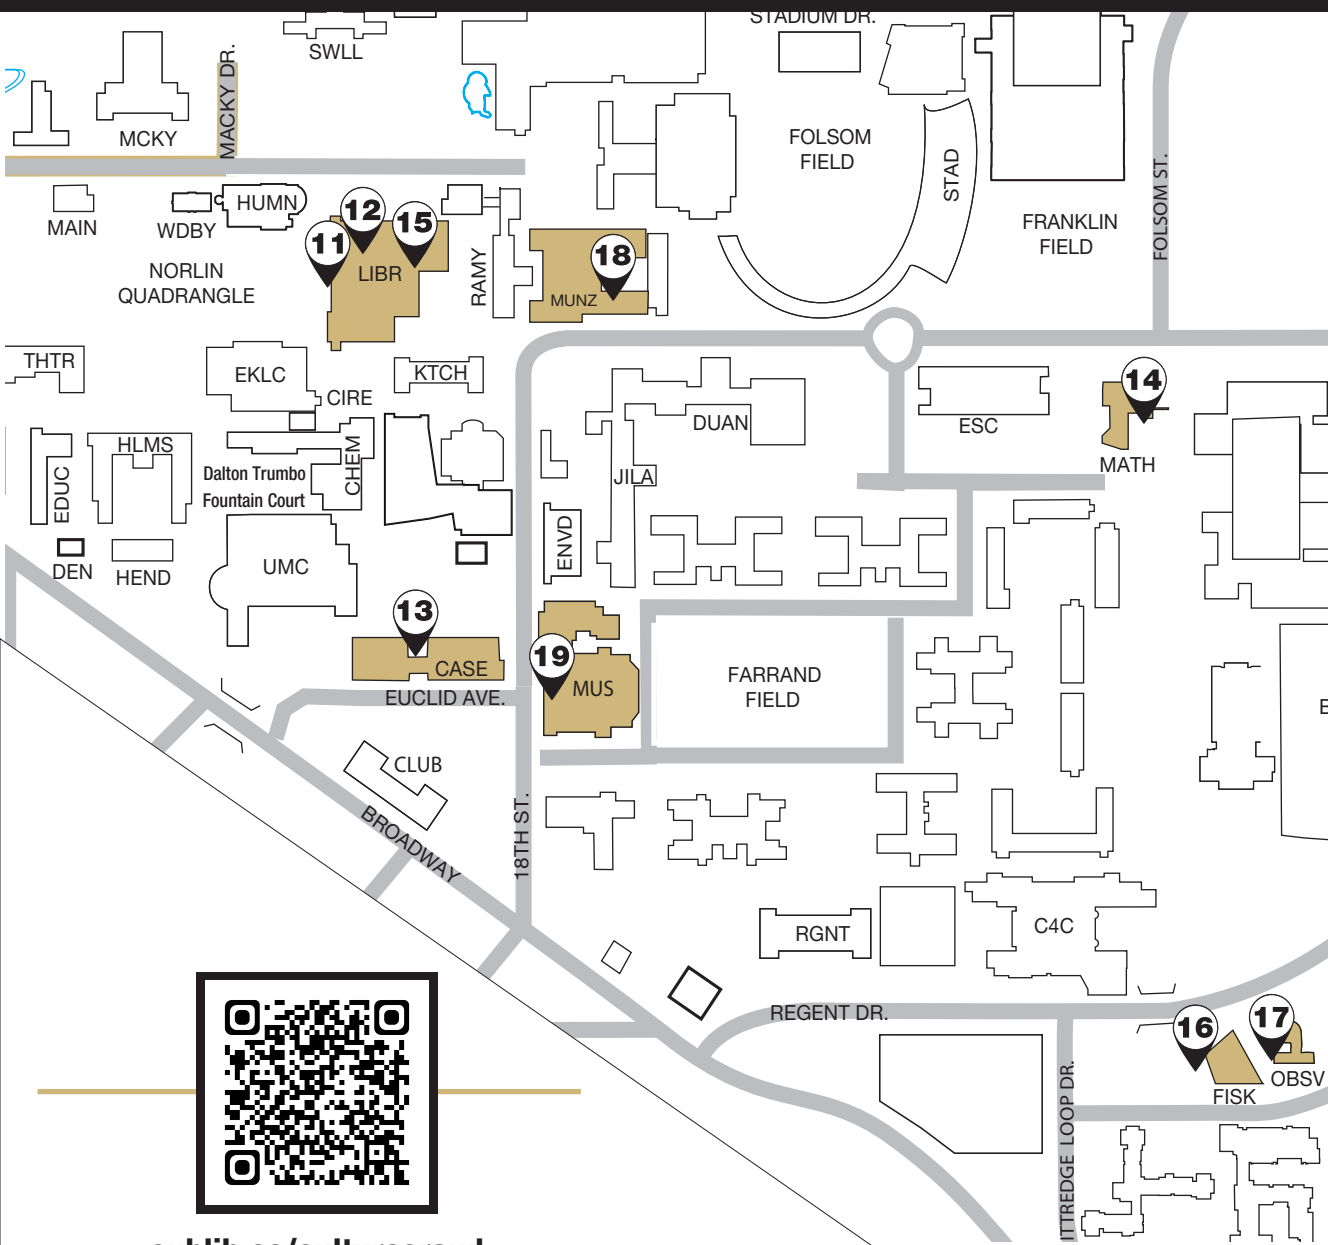 STADIUM DR.
SWLL
MACKY DR.
MCKY
FOLSOM
FIELD
STAD
FOLSOM ST.
FRANKLIN
FIELD
MAIN
WDBY
HUMN
12
15
11
LIBR
18
MUNZ
RAMY
NORLIN
QUADRANGLE
THTR
EKLC
CIRE
KTCH
DUAN
ESC
14
MATH
EDUC
HLMS
Dalton Trumbo
Fountain Court
CHEM
JILA
ENVD
DEN
HEND
UMC
13
CASE
19
MUS
FARRAND
FIELD
EUCLID AVE.
CLUB
BROADWAY
18TH ST.
RGNT
C4C
REGENT DR.
16
17
OBSV
FISK
ITTREDGE LOOP DR.